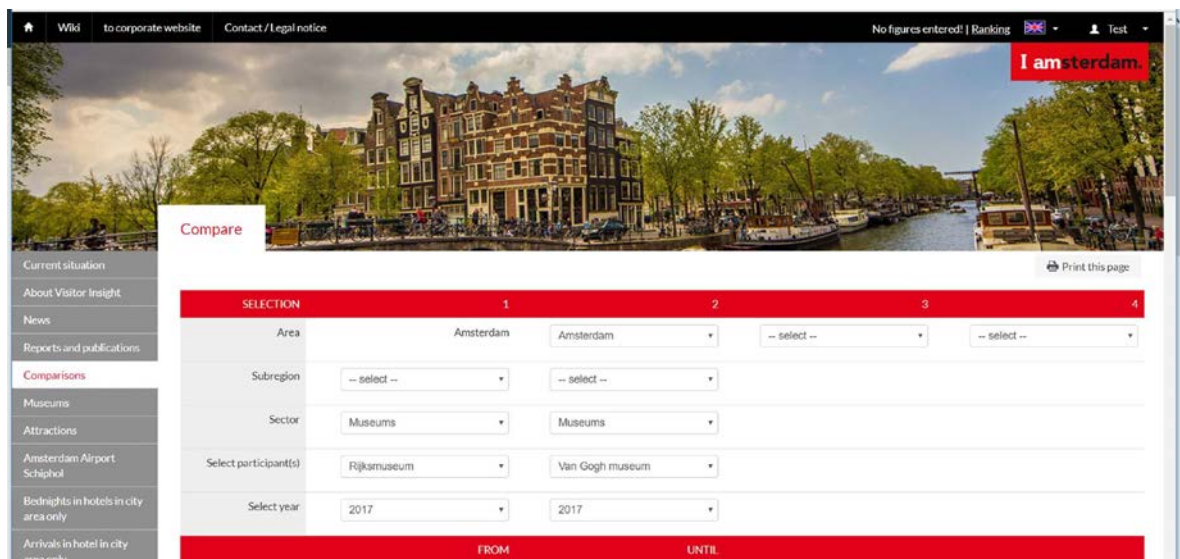 Wiki to corporate website Contact / Legal notice No figures entered! | Ranking Test
I amsterdam.
Compare
Print this page
Current situation
About Visitor Insight
News
Reports and publications
Comparisons
Museums
Attractions
Amsterdam Airport
Schiphol
Bednights in hotels in city
area only
Arrivals in hotel in city
area only
SELECTION 1 2 3 4
Area Amsterdam Amsterdam -- select -- -- select --
Subregion -- select -- -- select --
Sector Museums Museums
Select participant(s) Rijksmuseum Van Gogh museum
Select year 2017 2017
FROM UNTIL